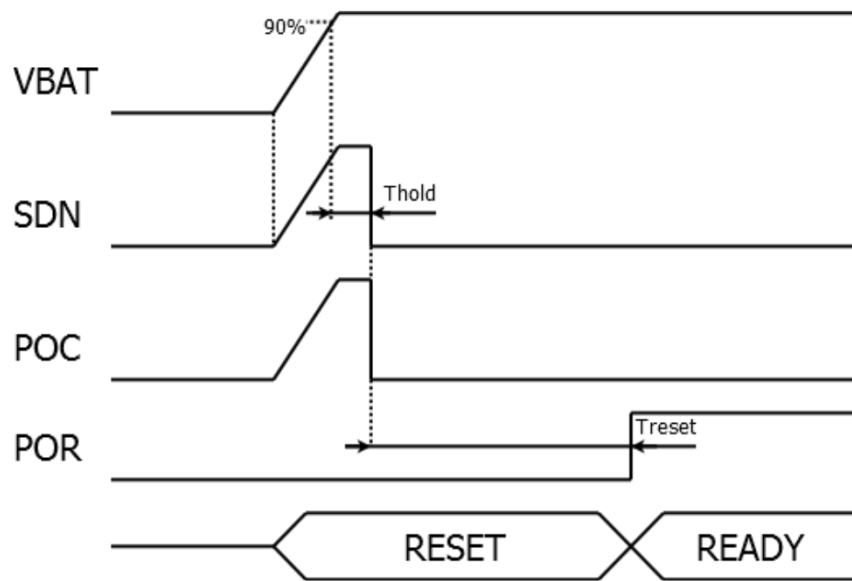 90%
VBAT
Thold
SDN
POC
Treset
POR
RESET
READY